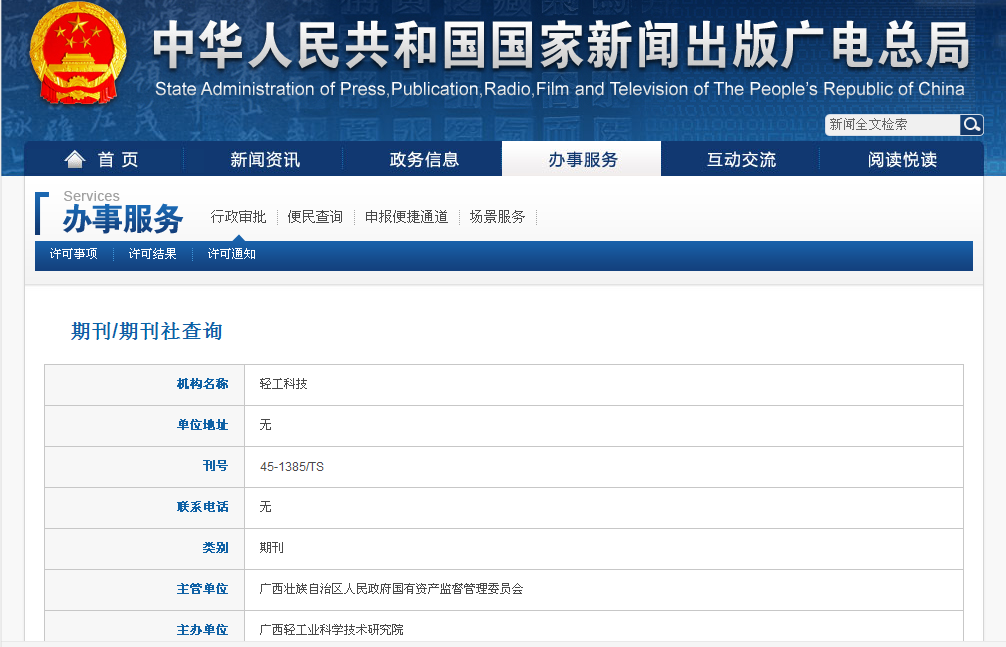 中华人民共和国国家新闻出版广电总局
State Administration of Press,Publication,Radio,Film and Television of The People's Republic of China
新闻全文检索
首 页 新闻资讯 政务信息 办事服务 互动交流 阅读悦读
Services
办事服务 行政审批 便民查询 申报便捷通道 场景服务
许可事项 许可结果 许可通知
期刊/期刊社查询
机构名称 轻工科技
单位地址 无
刊号 45-1385/TS
联系电话 无
类别 期刊
主管单位 广西壮族自治区人民政府国有资产监督管理委员会
主办单位 广西轻工业科学技术研究院